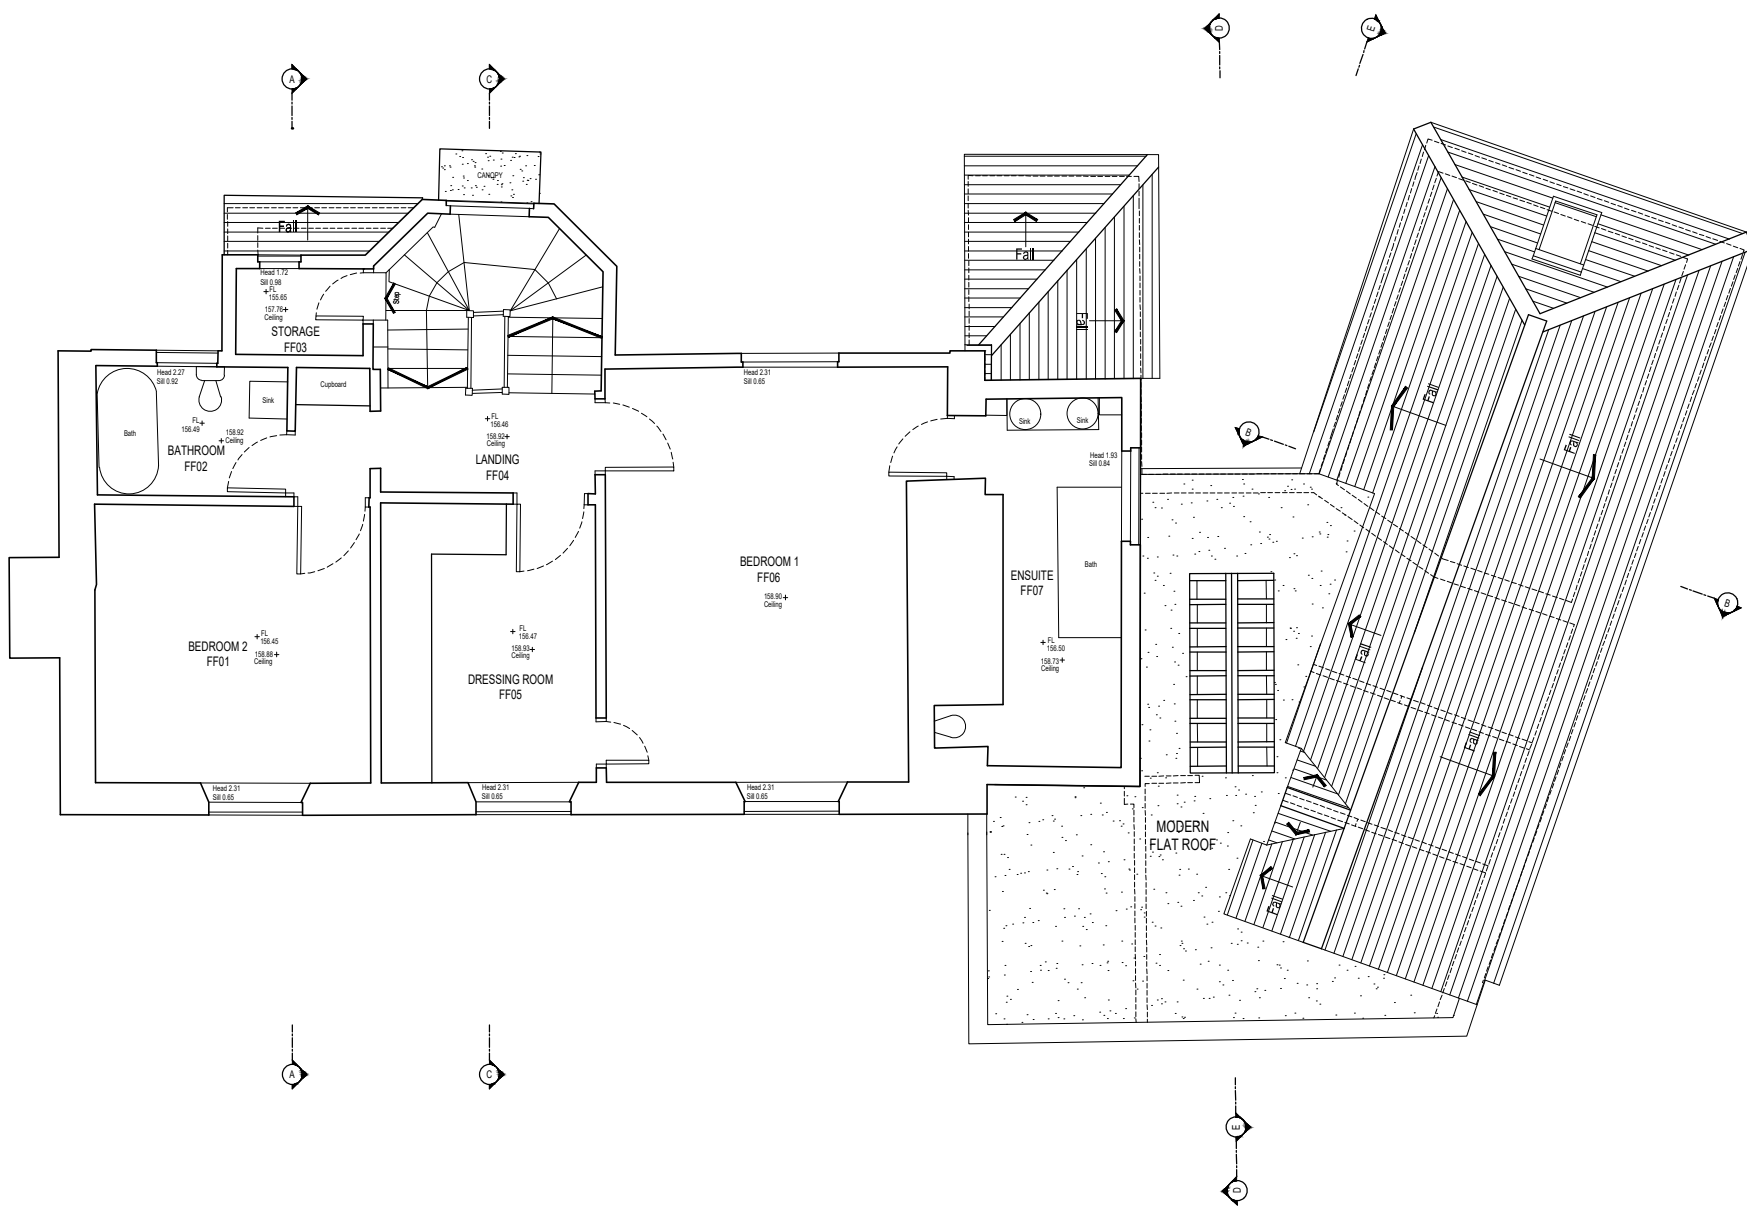 D
E
A
C
CANOPY
Fall
Head 1.72
Sill 0.98
FL
155.65
157.76
Ceiling
STORAGE
FF03
Step
Fall
Fall
Head 2.27
Sill 0.92
Bath
Sink
FL
156.49
158.92
Ceiling
BATHROOM
FF02
Cupboard
FL
156.46
158.92
Ceiling
LANDING
FF04
Head 2.31
Sill 0.65
Sink
Sink
Head 1.93
Sill 0.84
B
Fall
Fall
BEDROOM 1
FF06
158.90
Ceiling
ENSUITE
FF07
Bath
FL
156.50
158.73
Ceiling
B
BEDROOM 2
FF01
FL
156.45
158.88
Ceiling
FL
156.47
158.93
Ceiling
DRESSING ROOM
FF05
Fall
Fall
Head 2.31
Sill 0.65
Head 2.31
Sill 0.65
Head 2.31
Sill 0.65
MODERN
FLAT ROOF
Fall
A
C
E
D